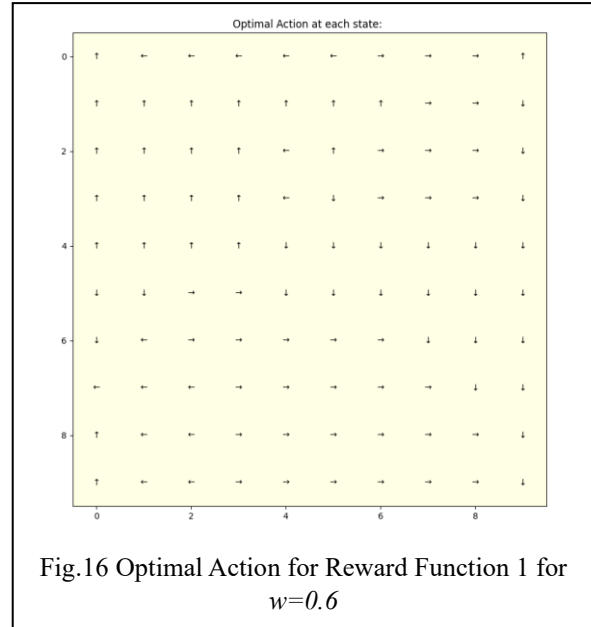 Optimal Action at each state:
0 ↑ ← ← ← ← ← → → → ↑
↑ ↑ ↑ ↑ ↑ ↑ ↑ → → ↓
2 ↑ ↑ ↑ ↑ ← ↑ → → → ↓
↑ ↑ ↑ ↑ ← ↓ → → → ↓
4 ↑ ↑ ↑ ↑ ↓ ↓ ↓ ↓ ↓ ↓
↓ ↓ → → ↓ ↓ ↓ ↓ ↓ ↓
6 ↓ ← → → → → → ↓ ↓ ↓
← ← ← → → → → → ↓ ↓
8 ↑ ← ← → → → → → → ↓
↑ ← ← → → → → → → ↓
0 2 4 6 8
Fig.16 Optimal Action for Reward Function 1 for
w=0.6